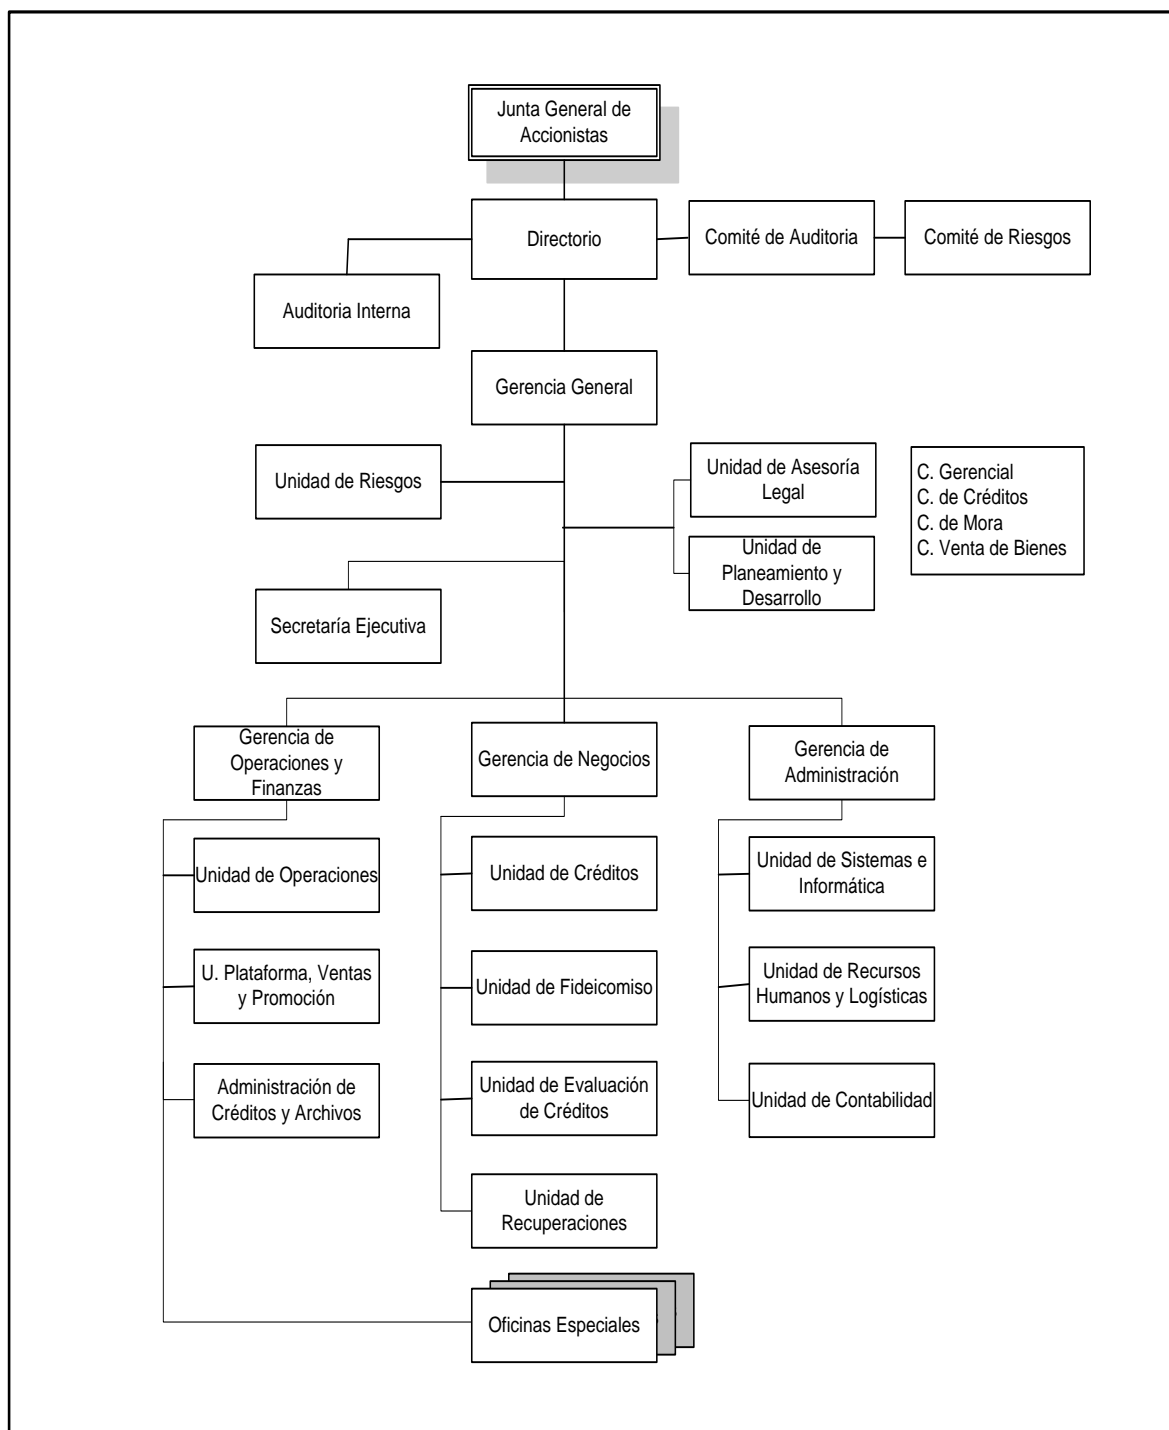 Junta General de
Accionistas
Directorio
Comité de Auditoria
Comité de Riesgos
Auditoria Interna
Gerencia General
Unidad de Riesgos
Unidad de Asesoría
Legal
C. Gerencial
C. de Créditos
C. de Mora
C. Venta de Bienes
Unidad de
Planeamiento y
Desarrollo
Secretaría Ejecutiva
Gerencia de
Operaciones y
Finanzas
Gerencia de Negocios
Gerencia de
Administración
Unidad de Operaciones
Unidad de Créditos
Unidad de Sistemas e
Informática
U. Plataforma, Ventas
y Promoción
Unidad de Fideicomiso
Unidad de Recursos
Humanos y Logísticas
Administración de
Créditos y Archivos
Unidad de Evaluación
de Créditos
Unidad de Contabilidad
Unidad de
Recuperaciones
Oficinas Especiales